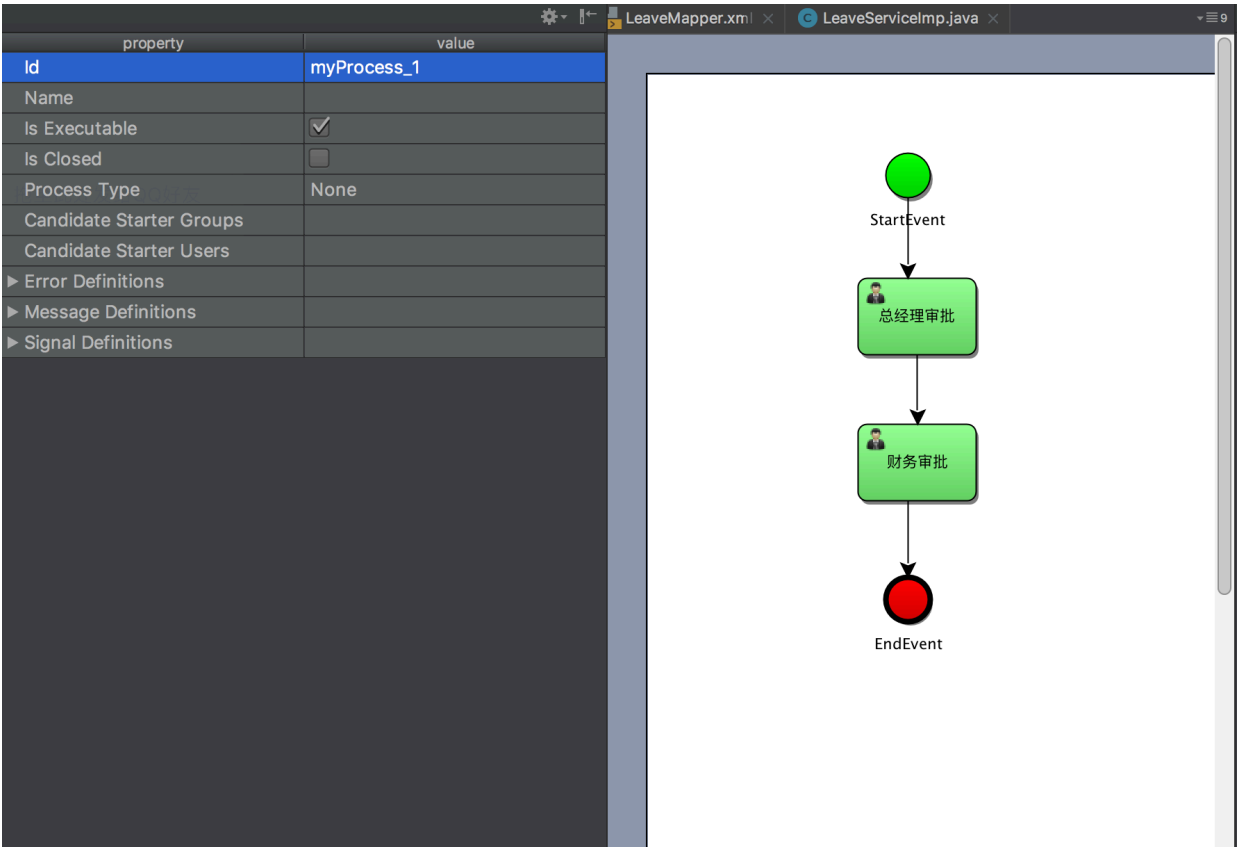 LeaveMapper.xml
LeaveServiceImp.java
9
property value
Id myProcess_1
Name
Is Executable
Is Closed
Process Type None
Candidate Starter Groups
Candidate Starter Users
Error Definitions
Message Definitions
Signal Definitions
StartEvent
总经理审批
财务审批
EndEvent